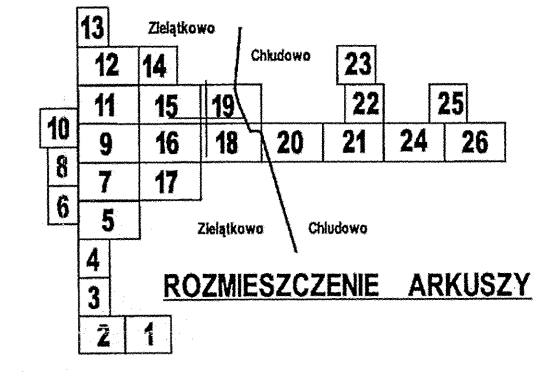 13 Zielątkowo
Chludowo
12 14 23
11 15 19 22 25
10
9 16 18 20 21 24 26
8
7 17
6
5
Zielątkowo Chludowo
4
ROZMIESZCZENIE ARKUSZY
3
2 1